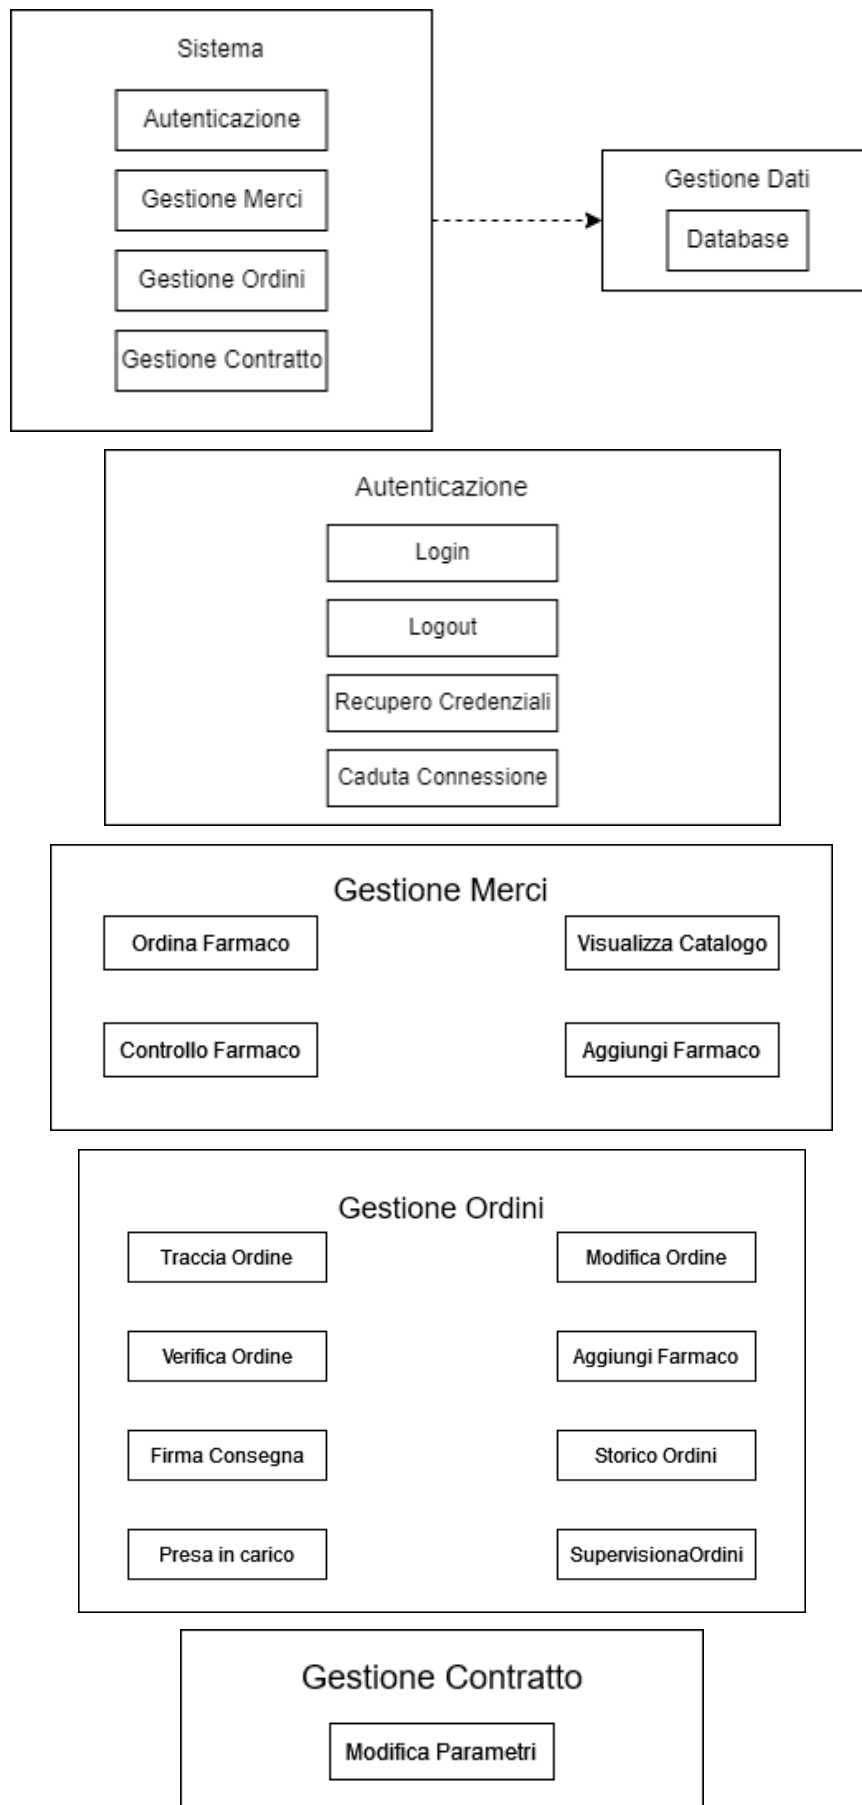 Sistema
Autenticazione
Gestione Merci
Gestione Ordini
Gestione Contratto
Gestione Dati
Database
Autenticazione
Login
Logout
Recupero Credenziali
Caduta Connessione
Gestione Merci
Ordina Farmaco
Visualizza Catalogo
Controllo Farmaco
Aggiungi Farmaco
Gestione Ordini
Traccia Ordine
Modifica Ordine
Verifica Ordine
Aggiungi Farmaco
Firma Consegna
Storico Ordini
Presa in carico
SupervisionaOrdini
Gestione Contratto
Modifica Parametri